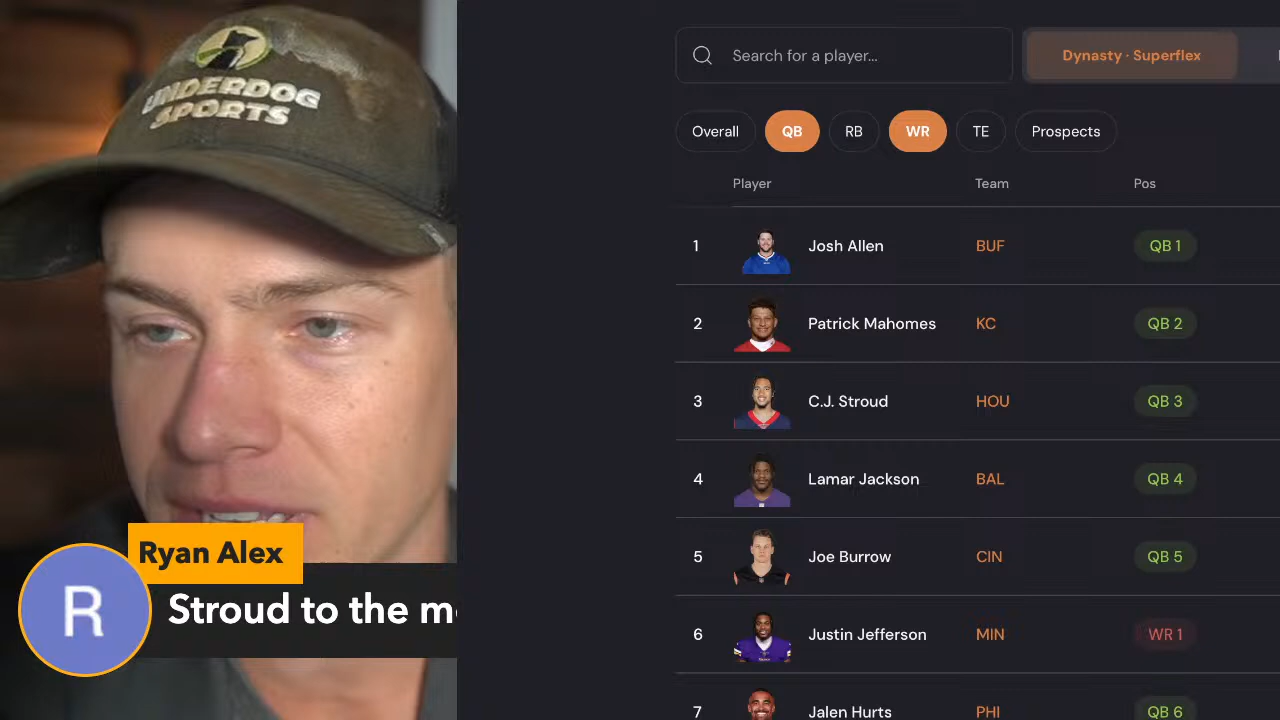 UNDERDOG
SPORTS
Ryan Alex
R
Stroud to the m
Search for a player...
Dynasty · Superflex
Overall
QB
RB
WR
TE
Prospects
Player
Team
Pos
1
Josh Allen
BUF
QB 1
2
Patrick Mahomes
KC
QB 2
3
C.J. Stroud
HOU
QB 3
4
Lamar Jackson
BAL
QB 4
5
Joe Burrow
CIN
QB 5
6
Justin Jefferson
MIN
WR 1
7
Jalen Hurts
PHI
QB 6